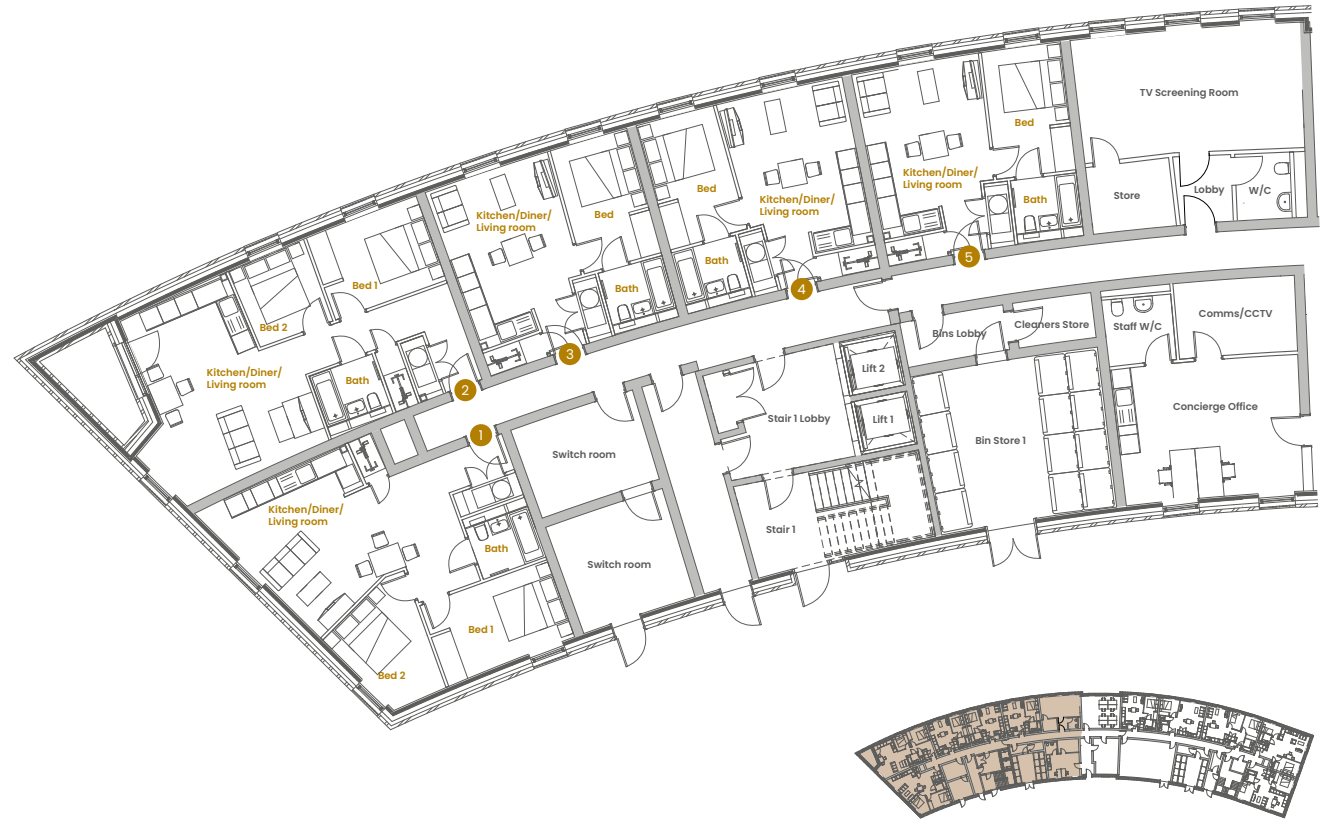 TV Screening Room
Bed
Kitchen/Diner/
Living room
Bath
Store
Lobby
W/C
5
Bed
Kitchen/Diner/
Living room
Bath
4
Kitchen/Diner/
Living room
Bed
Bath
3
Bed 1
Bed 2
Kitchen/Diner/
Living room
Bath
2
1
Kitchen/Diner/
Living room
Bath
Bed 1
Bed 2
Switch room
Switch room
Stair 1 Lobby
Stair 1
Lift 2
Lift 1
Bins Lobby
Cleaners Store
Bin Store 1
Staff W/C
Comms/CCTV
Concierge Office